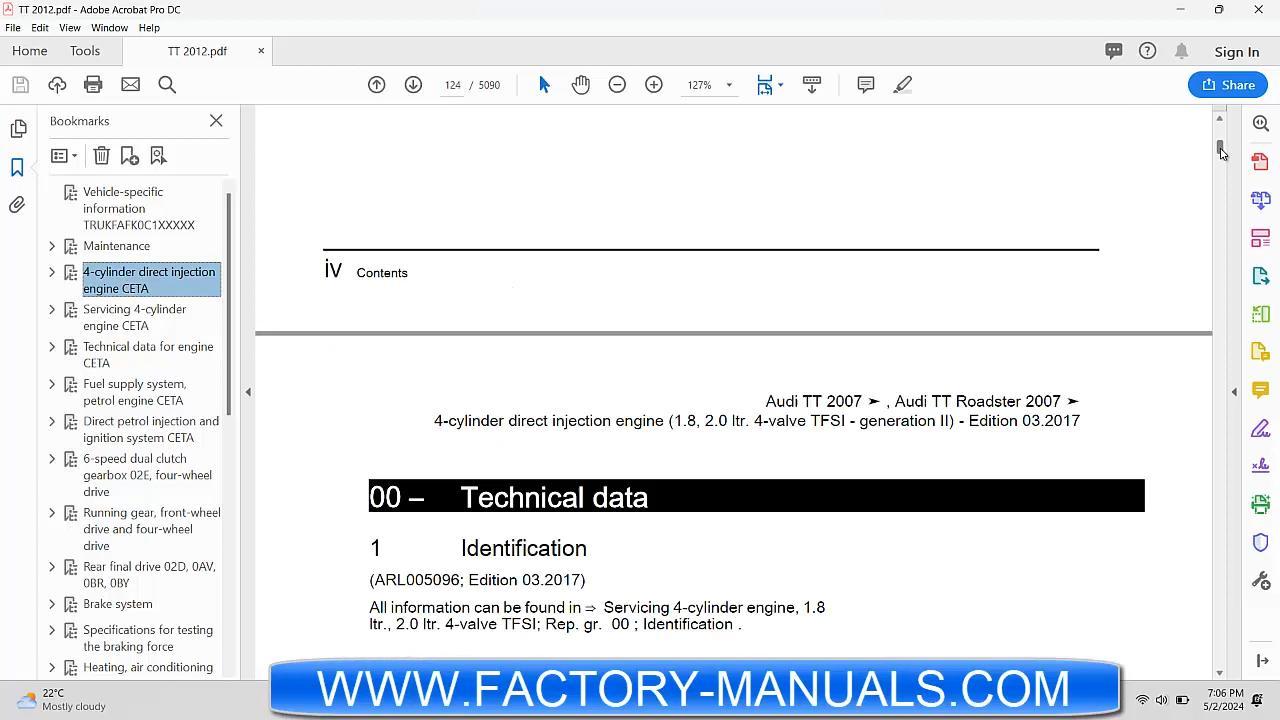 TT 2012.pdf - Adobe Acrobat Pro DC
File Edit View Window Help
Home Tools TT 2012.pdf × Sign In
124 / 5090 127% Share
Bookmarks
Vehicle-specific
information
TRUKFAFK0C1XXXXX
Maintenance
4-cylinder direct injection
engine CETA
Servicing 4-cylinder
engine CETA
Technical data for engine
CETA
Fuel supply system,
petrol engine CETA
Direct petrol injection and
ignition system CETA
6-speed dual clutch
gearbox 02E, four-wheel
drive
Running gear, front-wheel
drive and four-wheel
drive
Rear final drive 02D, 0AV,
0BR, 0BY
Brake system
Specifications for testing
the braking force
Heating, air conditioning
iv Contents
Audi TT 2007 ➤ , Audi TT Roadster 2007 ➤
4-cylinder direct injection engine (1.8, 2.0 ltr. 4-valve TFSI - generation II) - Edition 03.2017
00 – Technical data
1 Identification
(ARL005096; Edition 03.2017)
All information can be found in ⇒ Servicing 4-cylinder engine, 1.8
ltr., 2.0 ltr. 4-valve TFSI; Rep. gr. 00 ; Identification .
WWW.FACTORY-MANUALS.COM
22°C
Mostly cloudy
7:06 PM
5/2/2024